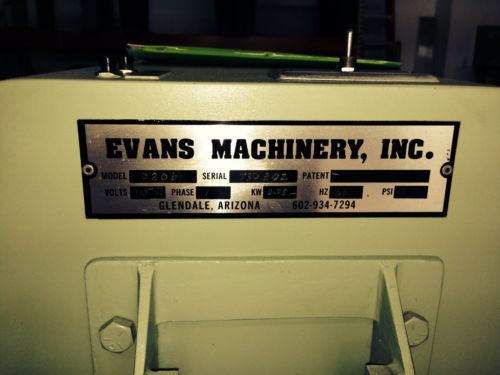 EVANS MACHINERY, INC.
MODEL SERIAL PATENT
VOLTS PHASE KW HZ PSI
GLENDALE, ARIZONA 602-934-7294